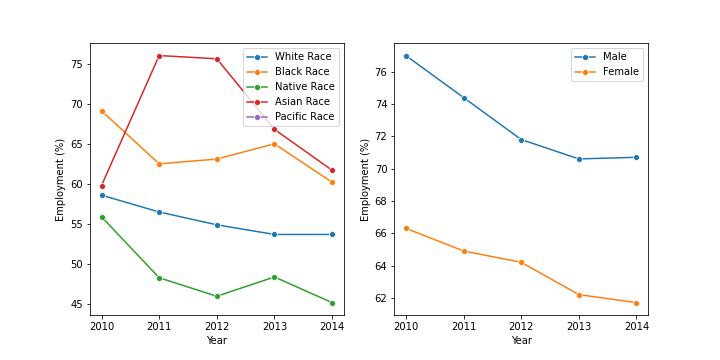 White Race
Black Race
Native Race
Asian Race
Pacific Race
75
70
65
60
55
50
45
Employment (%)
2010 2011 2012 2013 2014
Year
Male
Female
76
74
72
70
68
66
64
62
Employment (%)
2010 2011 2012 2013 2014
Year